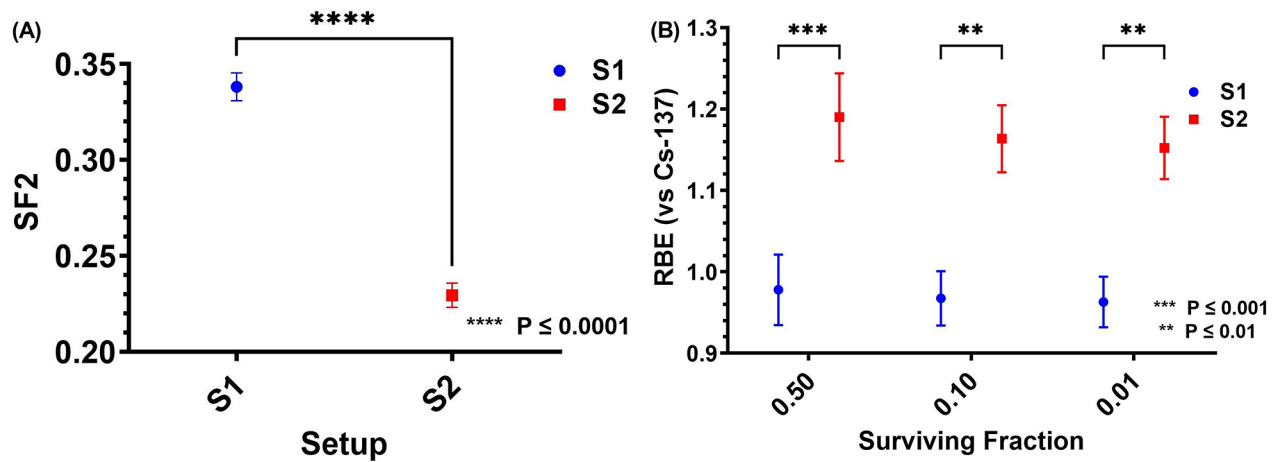 (A)
****
0.35
0.30
0.25
0.20
SF2
S1
S2
**** P ≤ 0.0001
S1
S2
Setup
(B)
*** ** **
1.3
1.2
1.1
1.0
0.9
RBE (vs Cs-137)
S1
S2
*** P ≤ 0.001
** P ≤ 0.01
0.50 0.10 0.01
Surviving Fraction